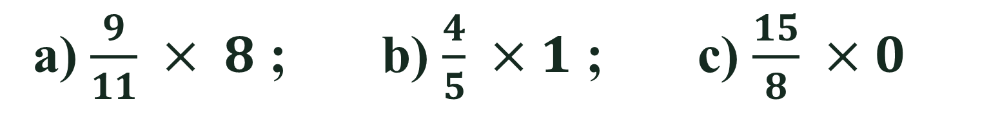 a) 9/11 × 8 ; b) 4/5 × 1 ; c) 15/8 × 0